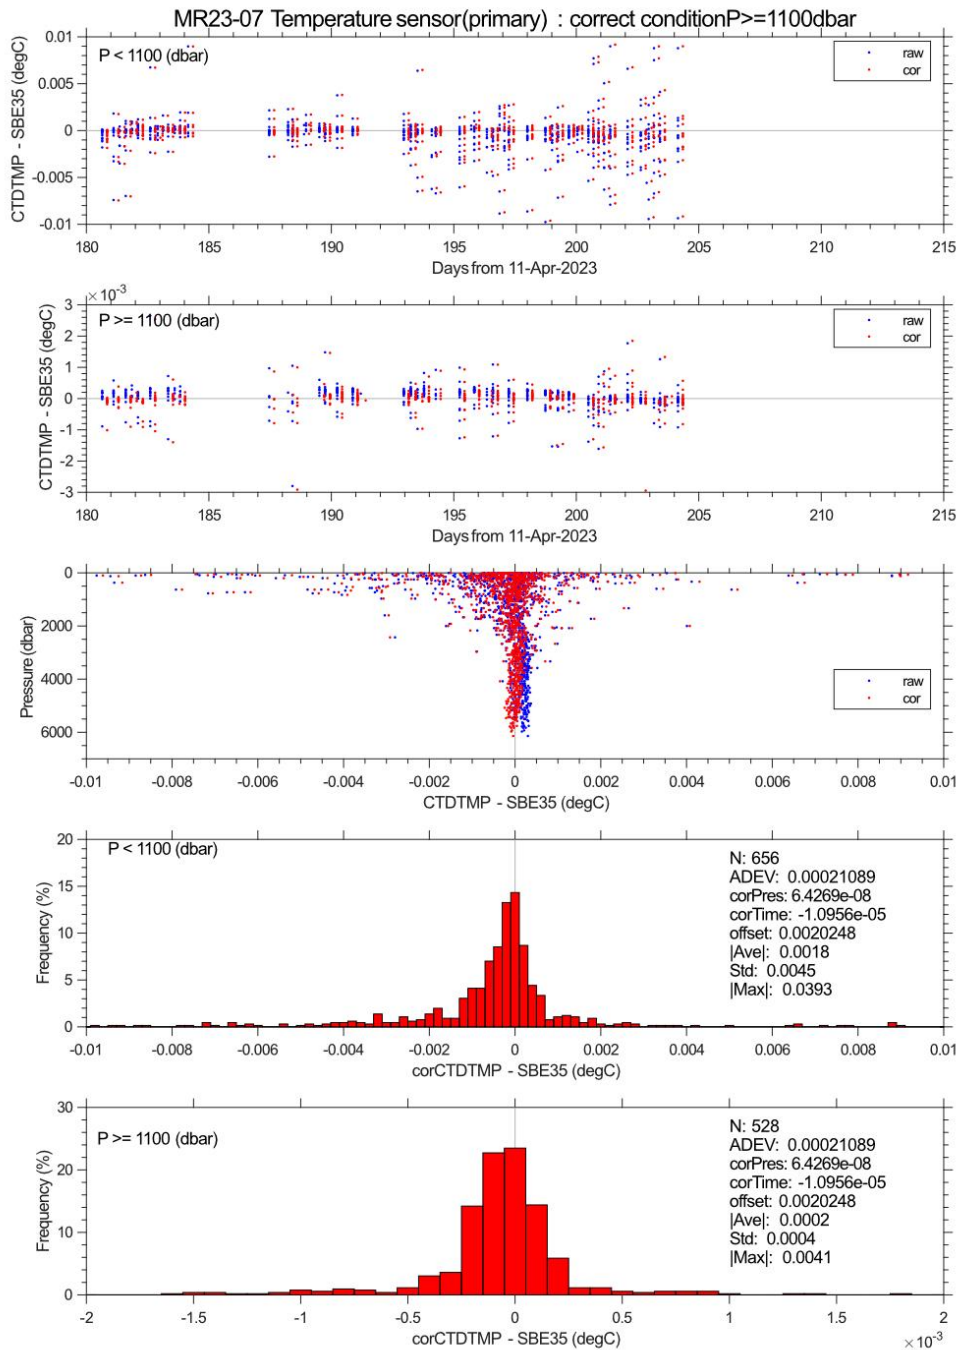 MR23-07 Temperature sensor(primary) : correct conditionP>=1100dbar
0.01
0.005
0
-0.005
-0.01
CTDTMP - SBE35 (degC)
P < 1100 (dbar)
raw
cor
180 185 190 195 200 205 210 215
Days from 11-Apr-2023
×10⁻³
3
2
1
0
-1
-2
-3
CTDTMP - SBE35 (degC)
P >= 1100 (dbar)
raw
cor
180 185 190 195 200 205 210 215
Days from 11-Apr-2023
0
2000
4000
6000
Pressure (dbar)
raw
cor
-0.01 -0.008 -0.006 -0.004 -0.002 0 0.002 0.004 0.006 0.008 0.01
CTDTMP - SBE35 (degC)
20
15
10
5
0
Frequency (%)
P < 1100 (dbar)
N: 656
ADEV: 0.00021089
corPres: 6.4269e-08
corTime: -1.0956e-05
offset: 0.0020248
|Ave|: 0.0018
Std: 0.0045
|Max|: 0.0393
-0.01 -0.008 -0.006 -0.004 -0.002 0 0.002 0.004 0.006 0.008 0.01
corCTDTMP - SBE35 (degC)
30
20
10
0
Frequency (%)
P >= 1100 (dbar)
N: 528
ADEV: 0.00021089
corPres: 6.4269e-08
corTime: -1.0956e-05
offset: 0.0020248
|Ave|: 0.0002
Std: 0.0004
|Max|: 0.0041
-2 -1.5 -1 -0.5 0 0.5 1 1.5 2
corCTDTMP - SBE35 (degC)
×10⁻³